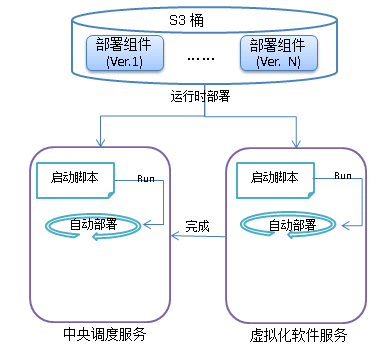 S3 桶
部署组件
(Ver.1)
......
部署组件
(Ver. N)
运行时部署
启动脚本
Run
自动部署
完成
启动脚本
Run
自动部署
中央调度服务
虚拟化软件服务